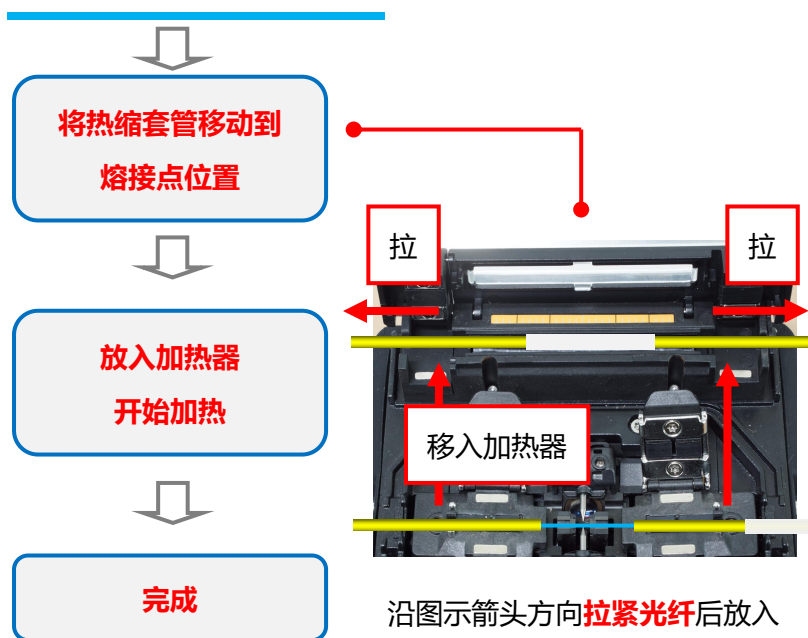 将热缩套管移动到
熔接点位置
放入加热器
开始加热
完成
拉
拉
移入加热器
沿图示箭头方向拉紧光纤后放入